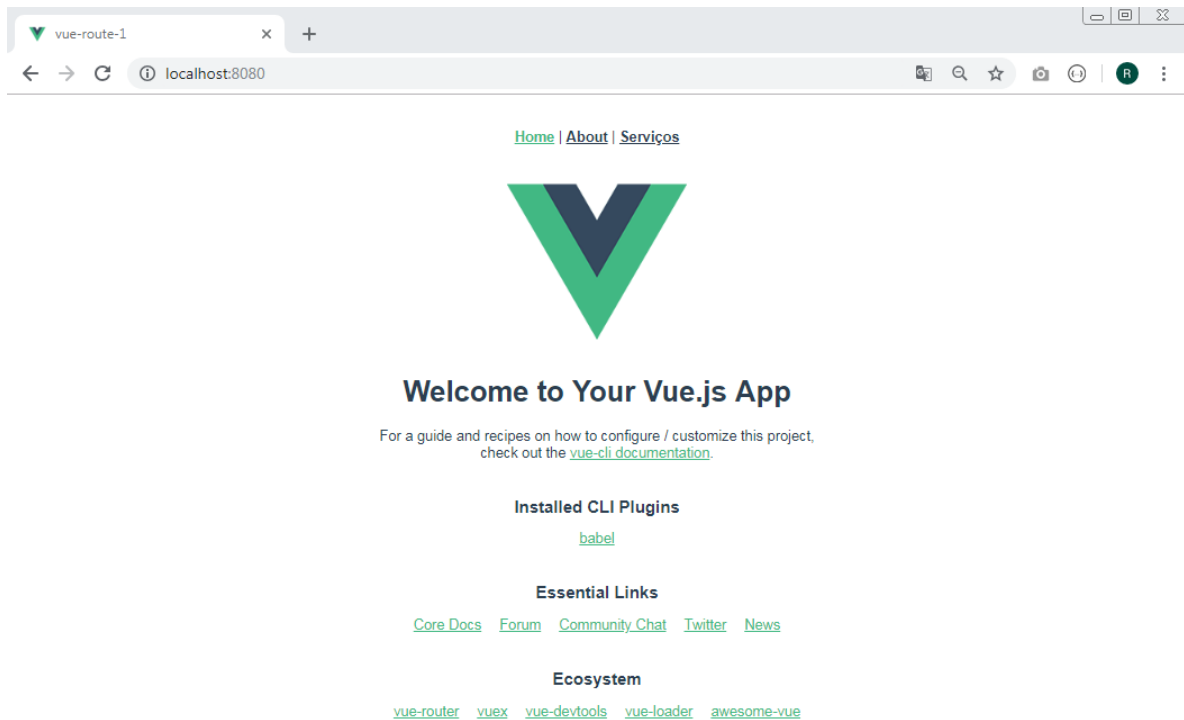 vue-route-1
localhost:8080
R
Home | About | Serviços
Welcome to Your Vue.js App
For a guide and recipes on how to configure / customize this project,
check out the vue-cli documentation.
Installed CLI Plugins
babel
Essential Links
Core Docs Forum Community Chat Twitter News
Ecosystem
vue-router vuex vue-devtools vue-loader awesome-vue